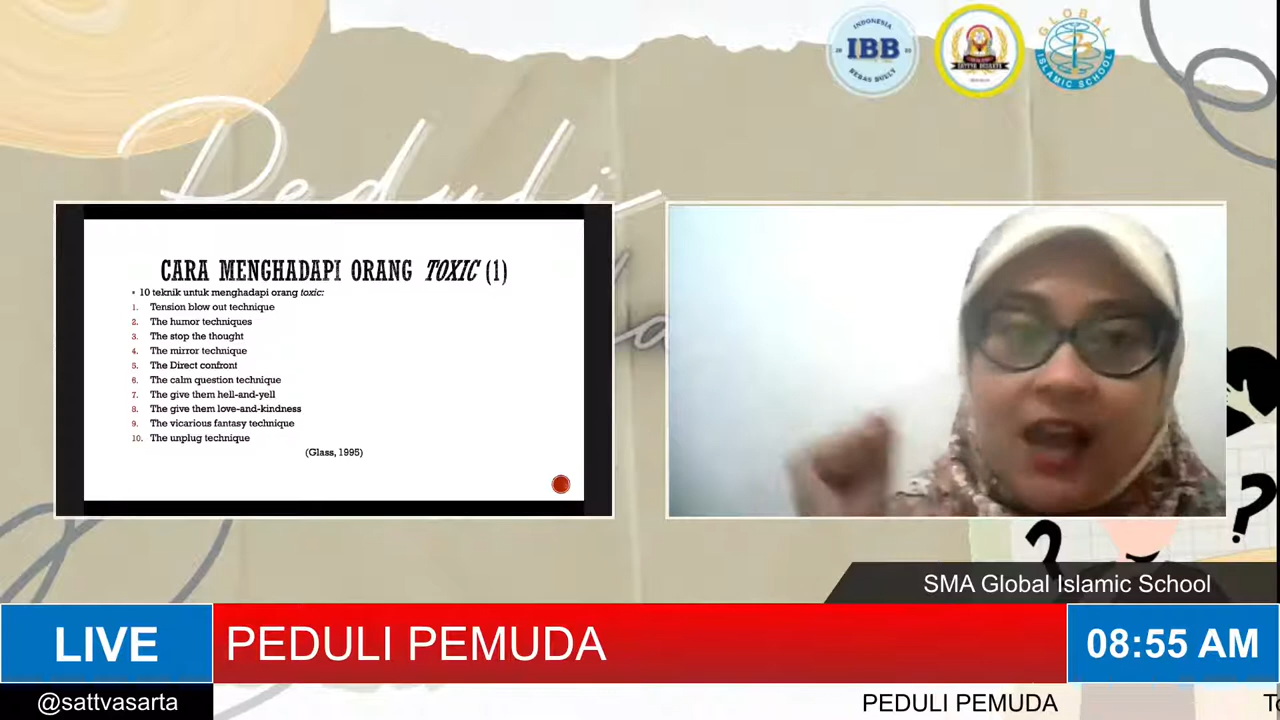 INDONESIA
IBB
BEBAS BULLY
GLOBAL
ISLAMIC SCHOOL
Peduli
CARA MENGHADAPI ORANG TOXIC (1)
• 10 teknik untuk menghadapi orang toxic:
1. Tension blow out technique
2. The humor techniques
3. The stop the thought
4. The mirror technique
5. The Direct confront
6. The calm question technique
7. The give them hell-and-yell
8. The give them love-and-kindness
9. The vicarious fantasy technique
10. The unplug technique
(Glass, 1995)
? ?
SMA Global Islamic School
LIVE
PEDULI PEMUDA
08:55 AM
@sattvasarta
PEDULI PEMUDA